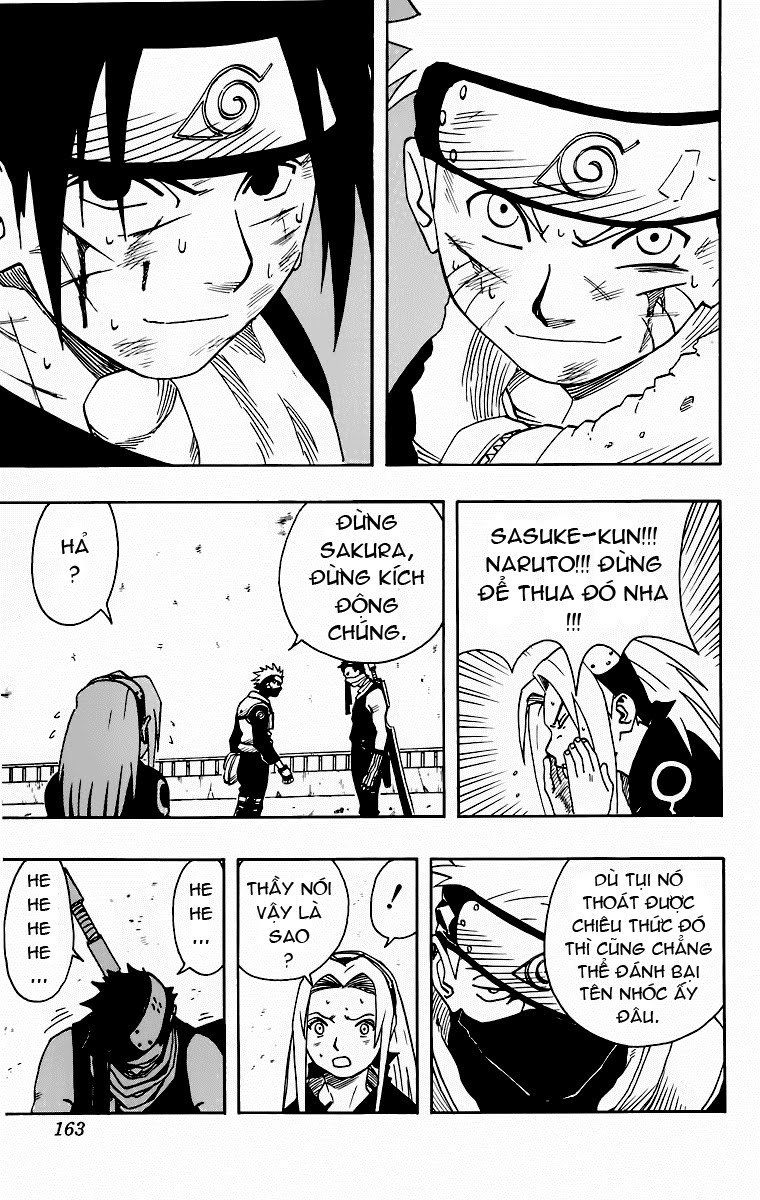 SASUKE-KUN!!!
NARUTO!!! ĐỪNG
ĐỂ THUA ĐÓ NHA
!!!
ĐỪNG
SAKURA,
ĐỪNG KÍCH
ĐỘNG
CHÚNG.
HẢ
?
DÙ TỤI NÓ
THOÁT ĐƯỢC
CHIÊU THỨC ĐÓ
THÌ CŨNG CHẲNG
THỂ ĐÁNH BẠI
TÊN NHÓC ẤY
ĐÂU.
!
THẦY NÓI
VẬY LÀ
SAO
?
HE
HE
...
HE
HE
HE
HE
...
163